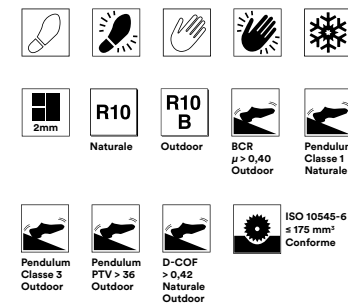 2mm
R10
Naturale
R10
B
Outdoor
BCR
µ > 0,40
Outdoor
Pendulum
Classe 1
Naturale
Pendulum
Classe 3
Outdoor
Pendulum
PTV > 36
Outdoor
D-COF
> 0,42
Naturale
Outdoor
ISO 10545-6
≤ 175 mm³
Conforme